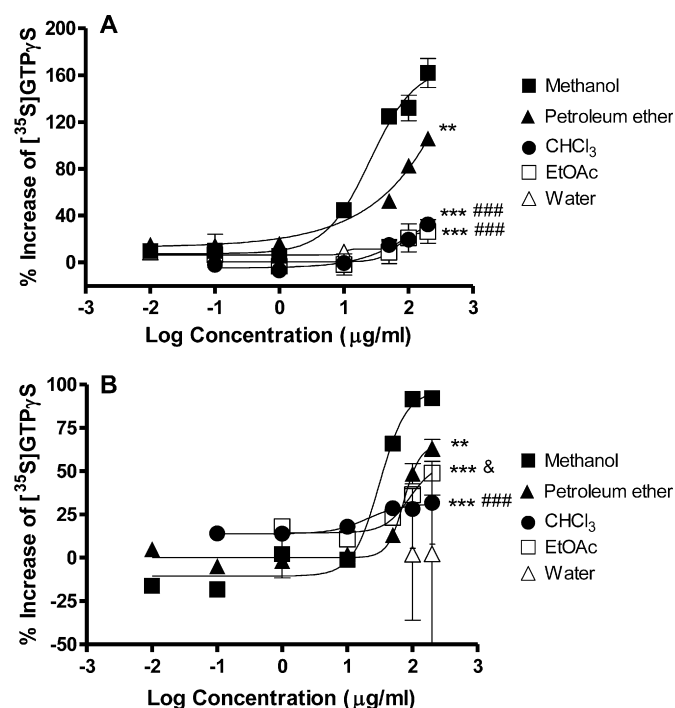 A
200
160
120
80
40
0
% Increase of [³⁵S]GTPγS
**
*** ###
*** ###
-3 -2 -1 0 1 2 3
Log Concentration (μg/ml)
Methanol
Petroleum ether
CHCl₃
EtOAc
Water
B
100
75
50
25
0
-25
-50
% Increase of [³⁵S]GTPγS
**
*** &
*** ###
-3 -2 -1 0 1 2 3
Log Concentration (μg/ml)
Methanol
Petroleum ether
CHCl₃
EtOAc
Water